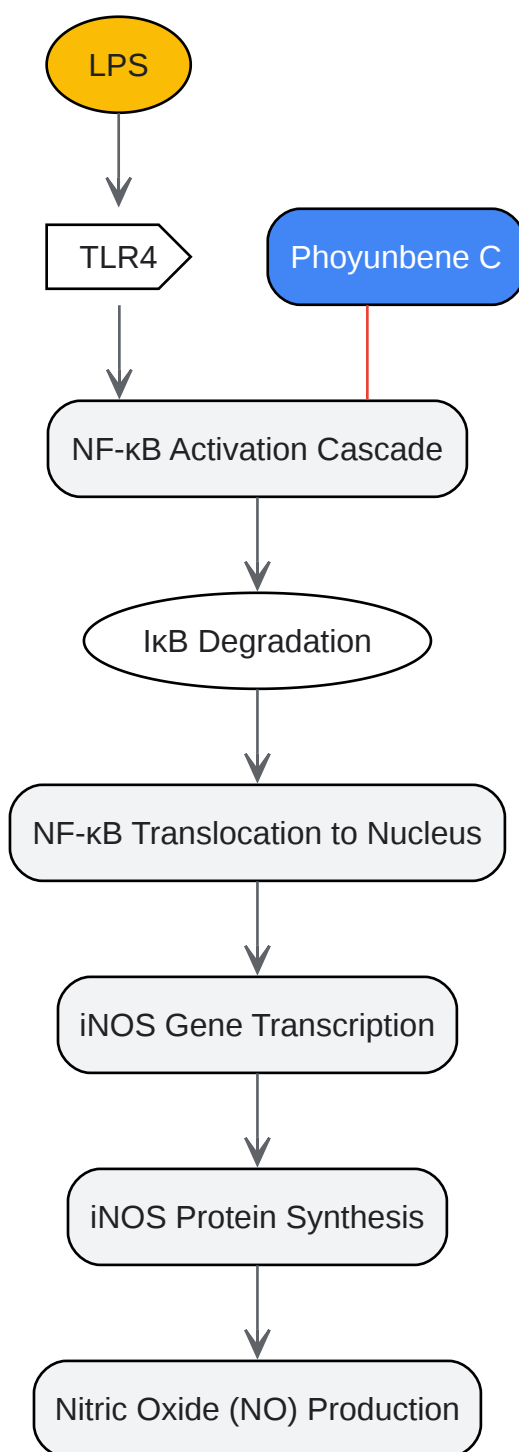 LPS
TLR4
Phoyunbene C
NF-κB Activation Cascade
IκB Degradation
NF-κB Translocation to Nucleus
iNOS Gene Transcription
iNOS Protein Synthesis
Nitric Oxide (NO) Production